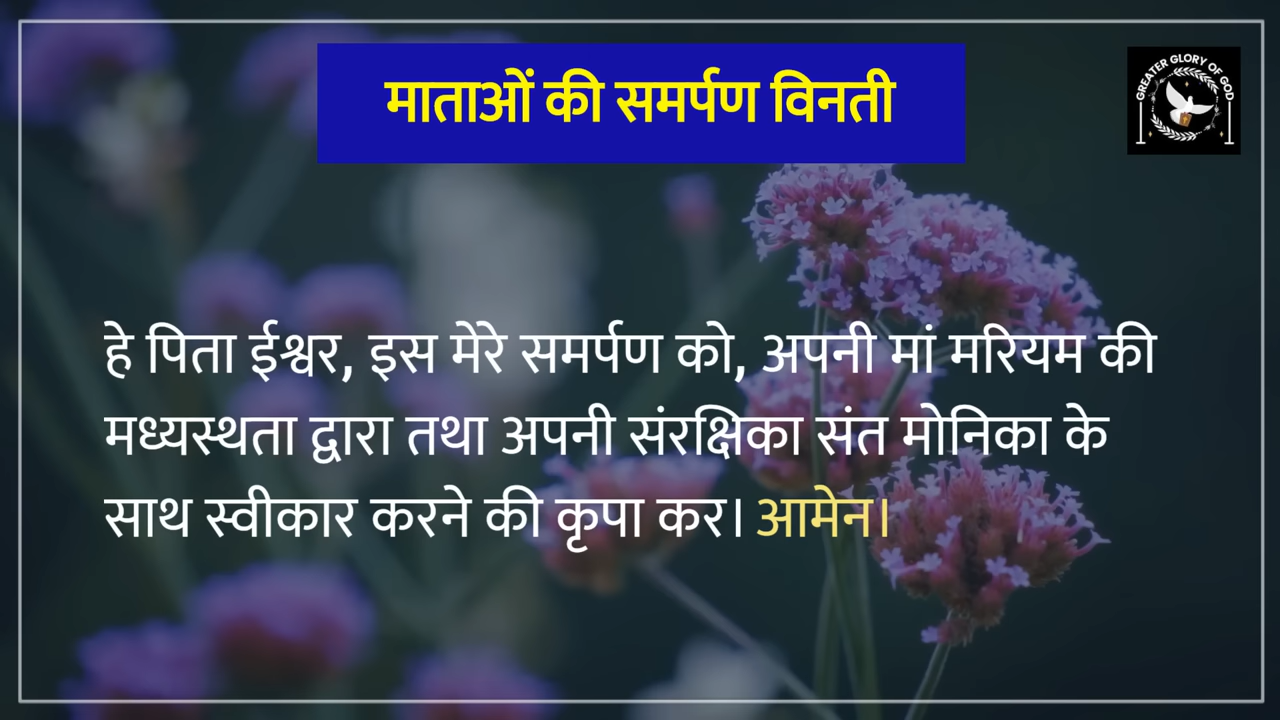 माताओं की समर्पण विनती
GREATER GLORY OF GOD
हे पिता ईश्वर, इस मेरे समर्पण को, अपनी मां मरियम की
मध्यस्थता द्वारा तथा अपनी संरक्षिका संत मोनिका के
साथ स्वीकार करने की कृपा कर। आमेन।